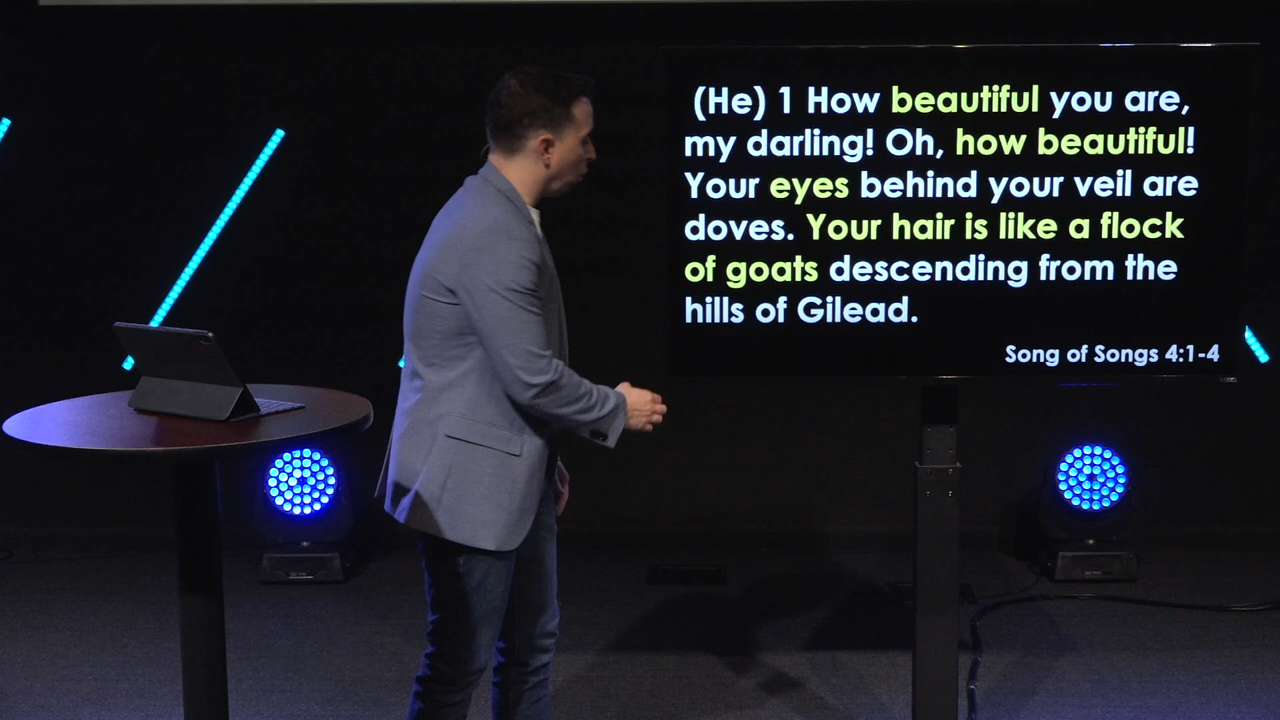 (He) 1 How beautiful you are,
my darling! Oh, how beautiful!
Your eyes behind your veil are
doves. Your hair is like a flock
of goats descending from the
hills of Gilead.
Song of Songs 4:1-4